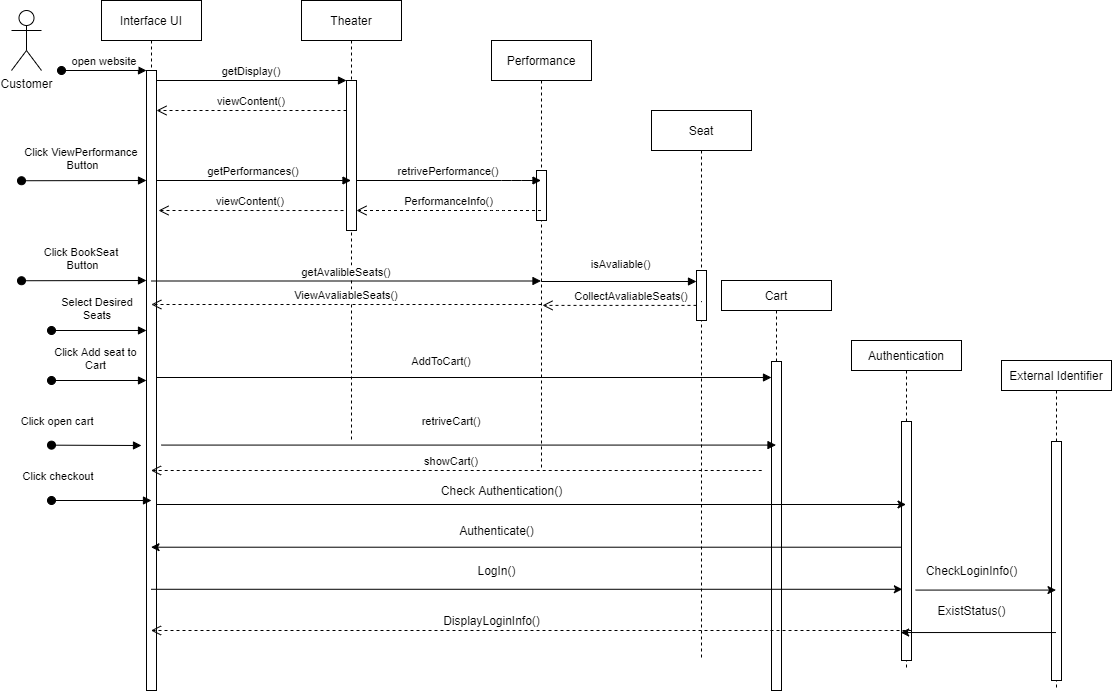 Interface UI
Theater
Customer
open website
getDisplay()
Performance
viewContent()
Seat
Click ViewPerformance
Button
getPerformances()
retrivePerformance()
viewContent()
PerformanceInfo()
Click BookSeat
Button
getAvalibleSeats()
isAvaliable()
Select Desired
Seats
ViewAvaliableSeats()
CollectAvaliableSeats()
Cart
Click Add seat to
Cart
AddToCart()
Authentication
External Identifier
Click open cart
retriveCart()
showCart()
Click checkout
Check Authentication()
Authenticate()
LogIn()
CheckLoginInfo()
ExistStatus()
DisplayLoginInfo()